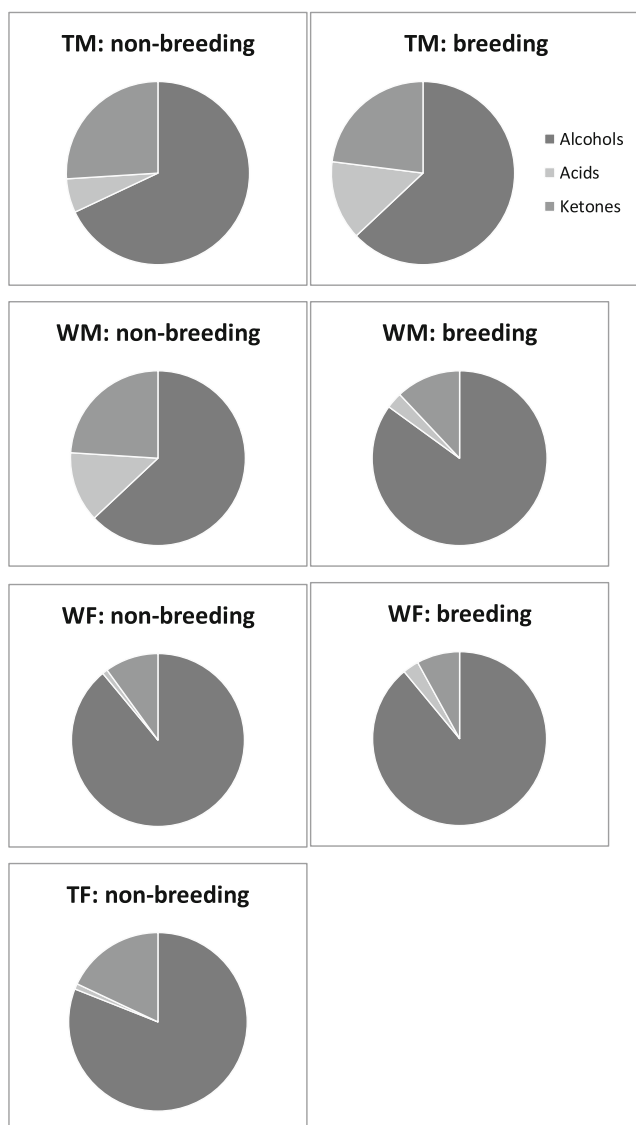 TM: non-breeding
TM: breeding
Alcohols
Acids
Ketones
WM: non-breeding
WM: breeding
WF: non-breeding
WF: breeding
TF: non-breeding